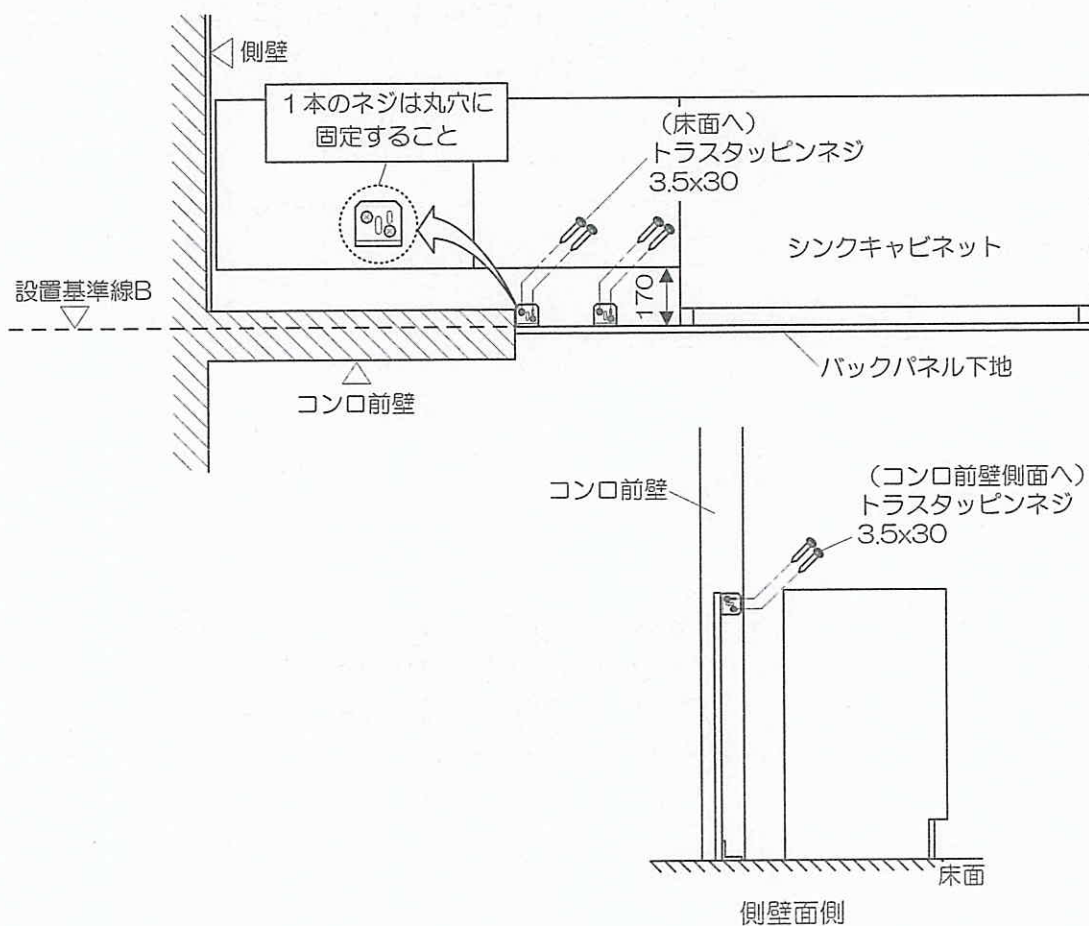 側壁
1本のネジは丸穴に
固定すること
（床面へ）
トラスタッピンネジ
3.5x30
シンクキャビネット
設置基準線B
170
バックパネル下地
コンロ前壁
コンロ前壁
（コンロ前壁側面へ）
トラスタッピンネジ
3.5x30
床面
側壁面側